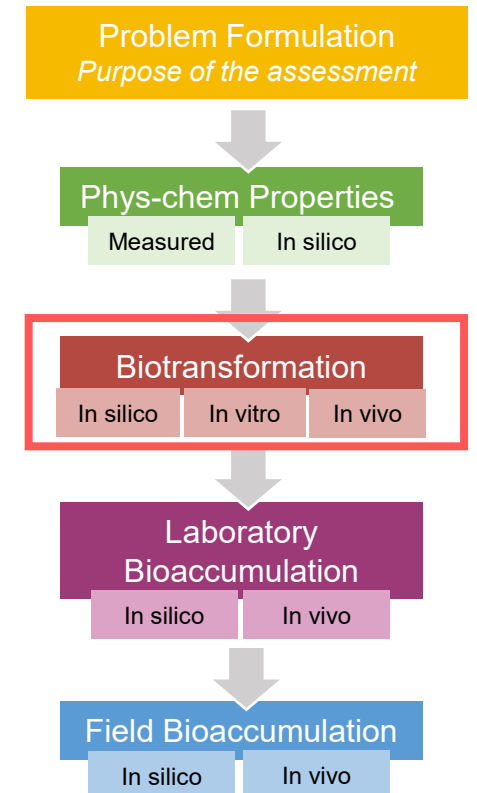 Problem Formulation
Purpose of the assessment
Phys-chem Properties
Measured In silico
Biotransformation
In silico In vitro In vivo
Laboratory
Bioaccumulation
In silico In vivo
Field Bioaccumulation
In silico In vivo